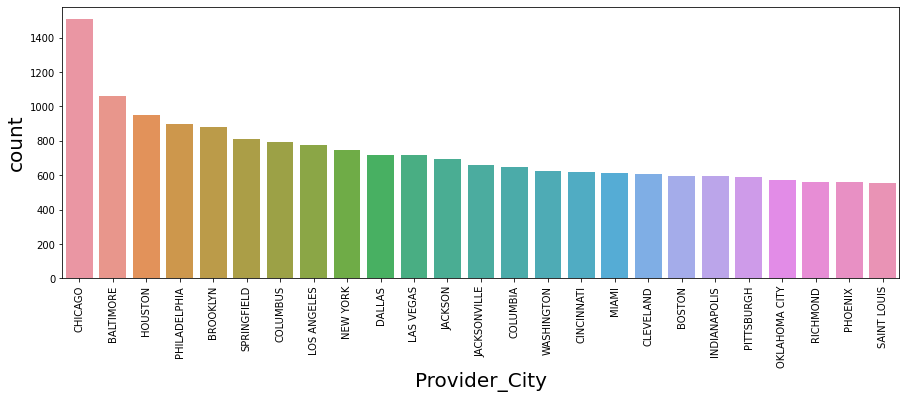 1400
1200
1000
800
600
400
200
0
count
CHICAGO
BALTIMORE
HOUSTON
PHILADELPHIA
BROOKLYN
SPRINGFIELD
COLUMBUS
LOS ANGELES
NEW YORK
DALLAS
LAS VEGAS
JACKSON
JACKSONVILLE
COLUMBIA
WASHINGTON
CINCINNATI
MIAMI
CLEVELAND
BOSTON
INDIANAPOLIS
PITTSBURGH
OKLAHOMA CITY
RICHMOND
PHOENIX
SAINT LOUIS
Provider_City